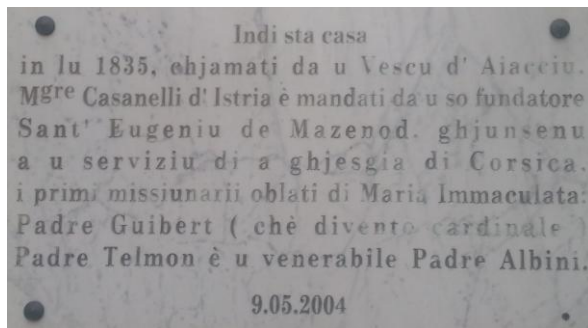 Indi sta casa
in lu 1835, chjamati da u Vescu d' Aiacciu,
Mgre Casanelli d' Istria è mandati da u so fundatore
Sant' Eugeniu de Mazenod, ghjunsenu
a u serviziu di a ghjesgia di Corsica,
i primi missiunarii oblati di Maria Immaculata:
Padre Guibert ( chè divento cardinale )
Padre Telmon è u venerabile Padre Albini.
9.05.2004